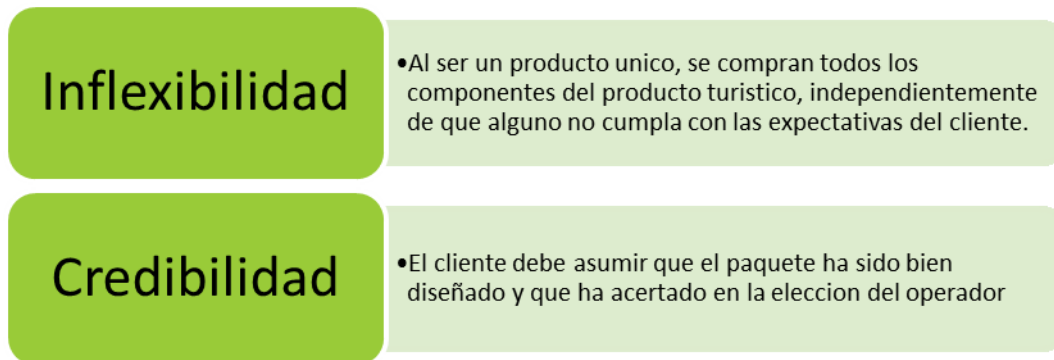 Inflexibilidad
•Al ser un producto unico, se compran todos los
componentes del producto turistico, independientemente
de que alguno no cumpla con las expectativas del cliente.
Credibilidad
•El cliente debe asumir que el paquete ha sido bien
diseñado y que ha acertado en la eleccion del operador